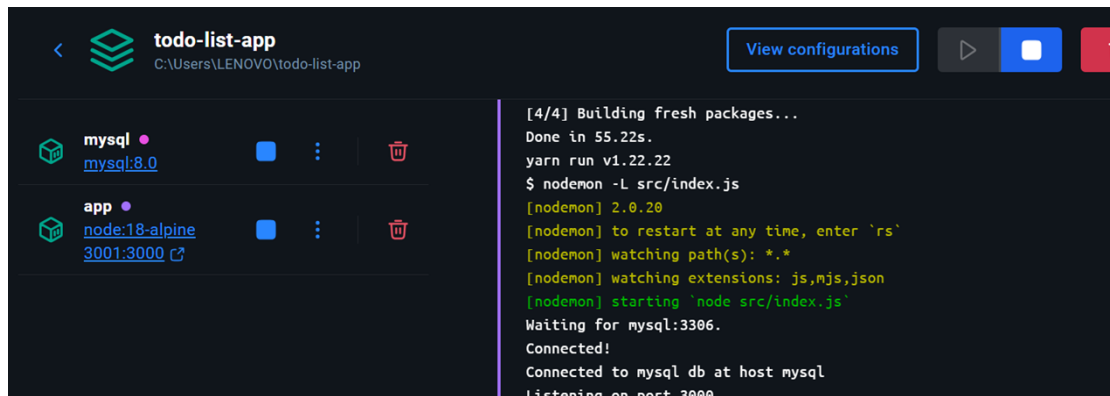 todo-list-app
C:\Users\LENOVO\todo-list-app
View configurations
mysql
mysql:8.0
app
node:18-alpine
3001:3000
[4/4] Building fresh packages...
Done in 55.22s.
yarn run v1.22.22
$ nodemon -L src/index.js
[nodemon] 2.0.20
[nodemon] to restart at any time, enter `rs`
[nodemon] watching path(s): *.*
[nodemon] watching extensions: js,mjs,json
[nodemon] starting `node src/index.js`
Waiting for mysql:3306.
Connected!
Connected to mysql db at host mysql
Listening on port 3000